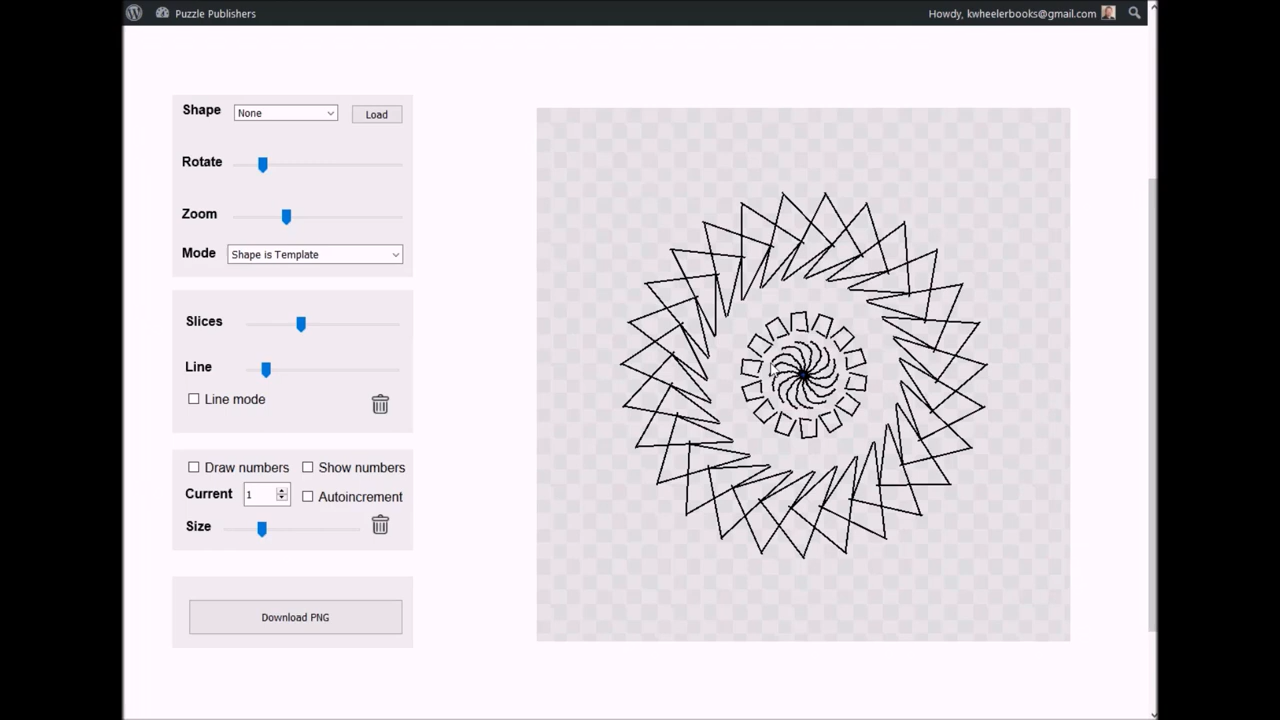 Puzzle Publishers
Howdy, kwheelerbooks@gmail.com
Shape None Load
Rotate
Zoom
Mode Shape is Template
Slices
Line
Line mode
Draw numbers Show numbers
Current 1 Autoincrement
Size
Download PNG